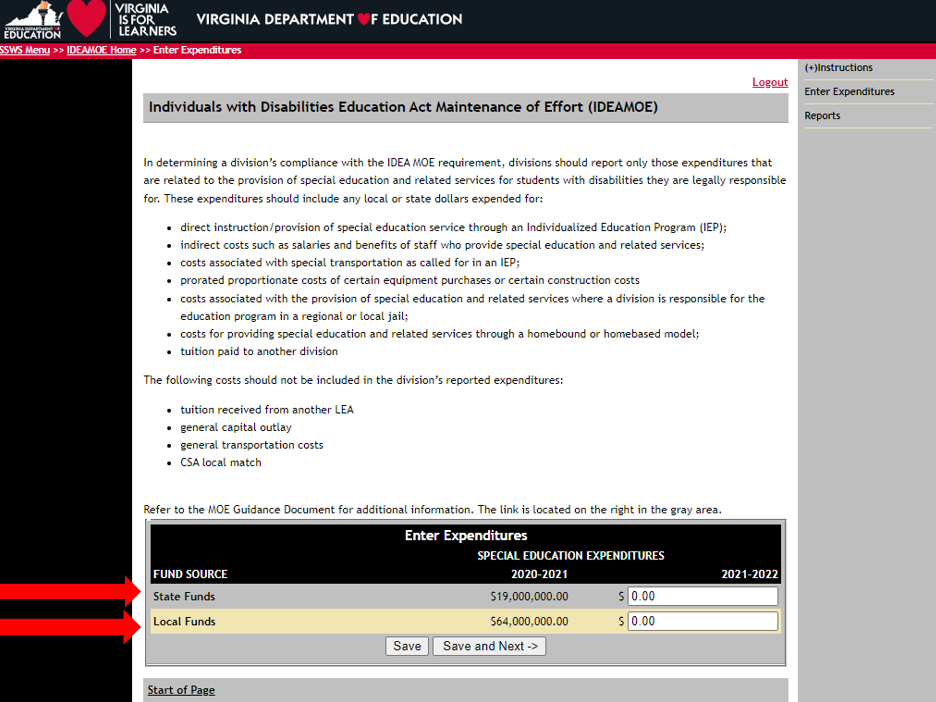 VIRGINIA DEPARTMENT OF
EDUCATION
VIRGINIA
IS FOR
LEARNERS
VIRGINIA DEPARTMENT OF EDUCATION
SSWS Menu >> IDEAMOE Home >> Enter Expenditures
(+)Instructions
Enter Expenditures
Reports
Logout
Individuals with Disabilities Education Act Maintenance of Effort (IDEAMOE)
In determining a division's compliance with the IDEA MOE requirement, divisions should report only those expenditures that
are related to the provision of special education and related services for students with disabilities they are legally responsible
for. These expenditures should include any local or state dollars expended for:
• direct instruction/provision of special education service through an Individualized Education Program (IEP);
• indirect costs such as salaries and benefits of staff who provide special education and related services;
• costs associated with special transportation as called for in an IEP;
• prorated proportionate costs of certain equipment purchases or certain construction costs
• costs associated with the provision of special education and related services where a division is responsible for the
education program in a regional or local jail;
• costs for providing special education and related services through a homebound or homebased model;
• tuition paid to another division
The following costs should not be included in the division's reported expenditures:
• tuition received from another LEA
• general capital outlay
• general transportation costs
• CSA local match
Refer to the MOE Guidance Document for additional information. The link is located on the right in the gray area.
Enter Expenditures
SPECIAL EDUCATION EXPENDITURES
FUND SOURCE 2020-2021 2021-2022
State Funds $19,000,000.00 $ 0.00
Local Funds $64,000,000.00 $ 0.00
Save Save and Next ->
Start of Page